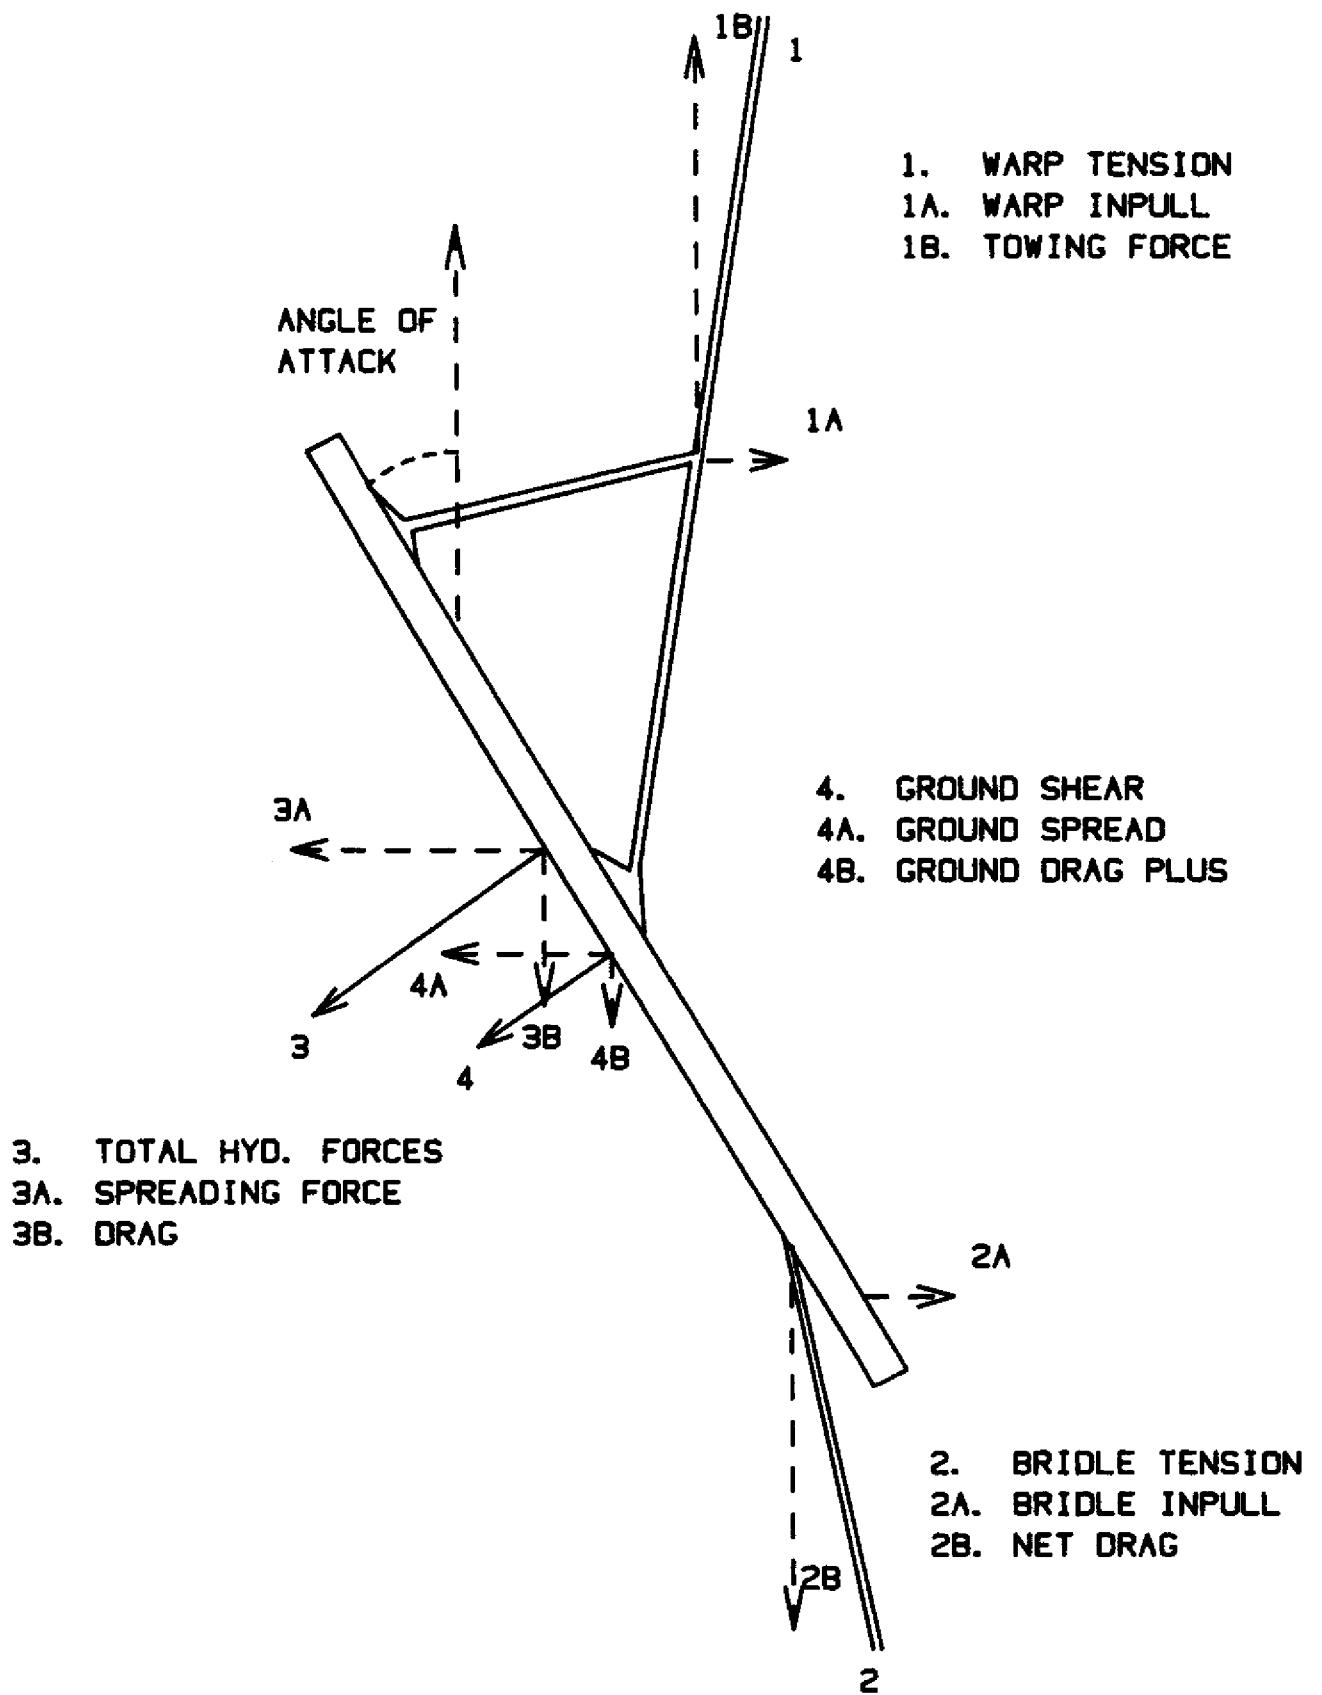 1B
1
1. WARP TENSION
1A. WARP INPULL
1B. TOWING FORCE
ANGLE OF
ATTACK
1A
4. GROUND SHEAR
4A. GROUND SPREAD
4B. GROUND DRAG PLUS
3A
4A
3
3B
4B
4
3. TOTAL HYD. FORCES
3A. SPREADING FORCE
3B. DRAG
2A
2. BRIDLE TENSION
2A. BRIDLE INPULL
2B. NET DRAG
2B
2